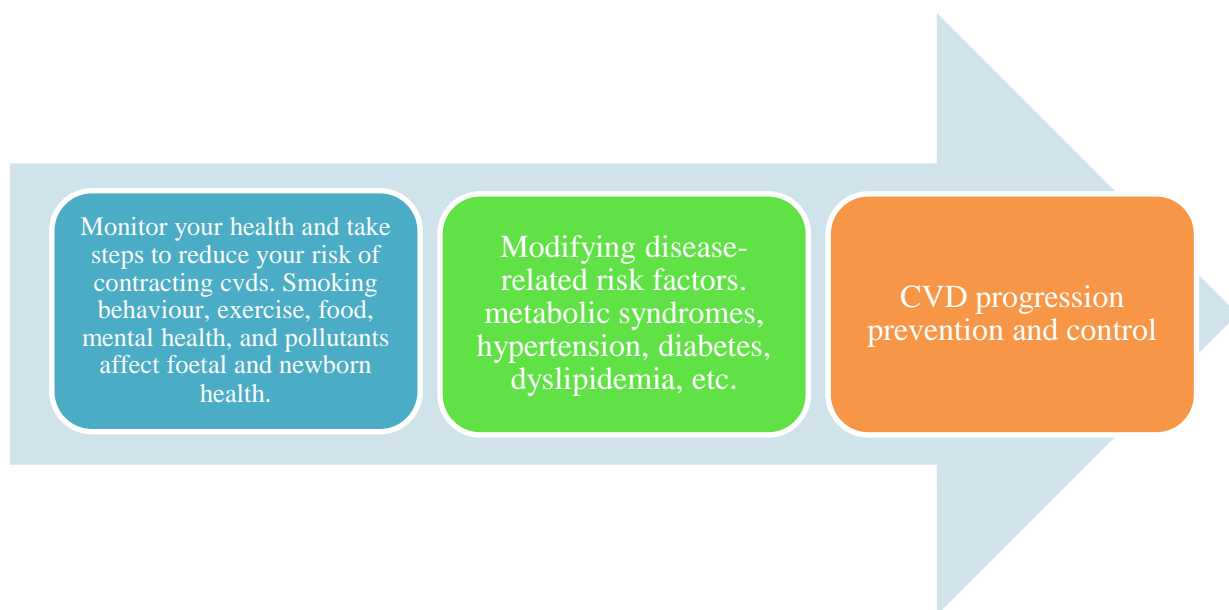 Monitor your health and take
steps to reduce your risk of
contracting cvds. Smoking
behaviour, exercise, food,
mental health, and pollutants
affect foetal and newborn
health.
Modifying disease-
related risk factors.
metabolic syndromes,
hypertension, diabetes,
dyslipidemia, etc.
CVD progression
prevention and control